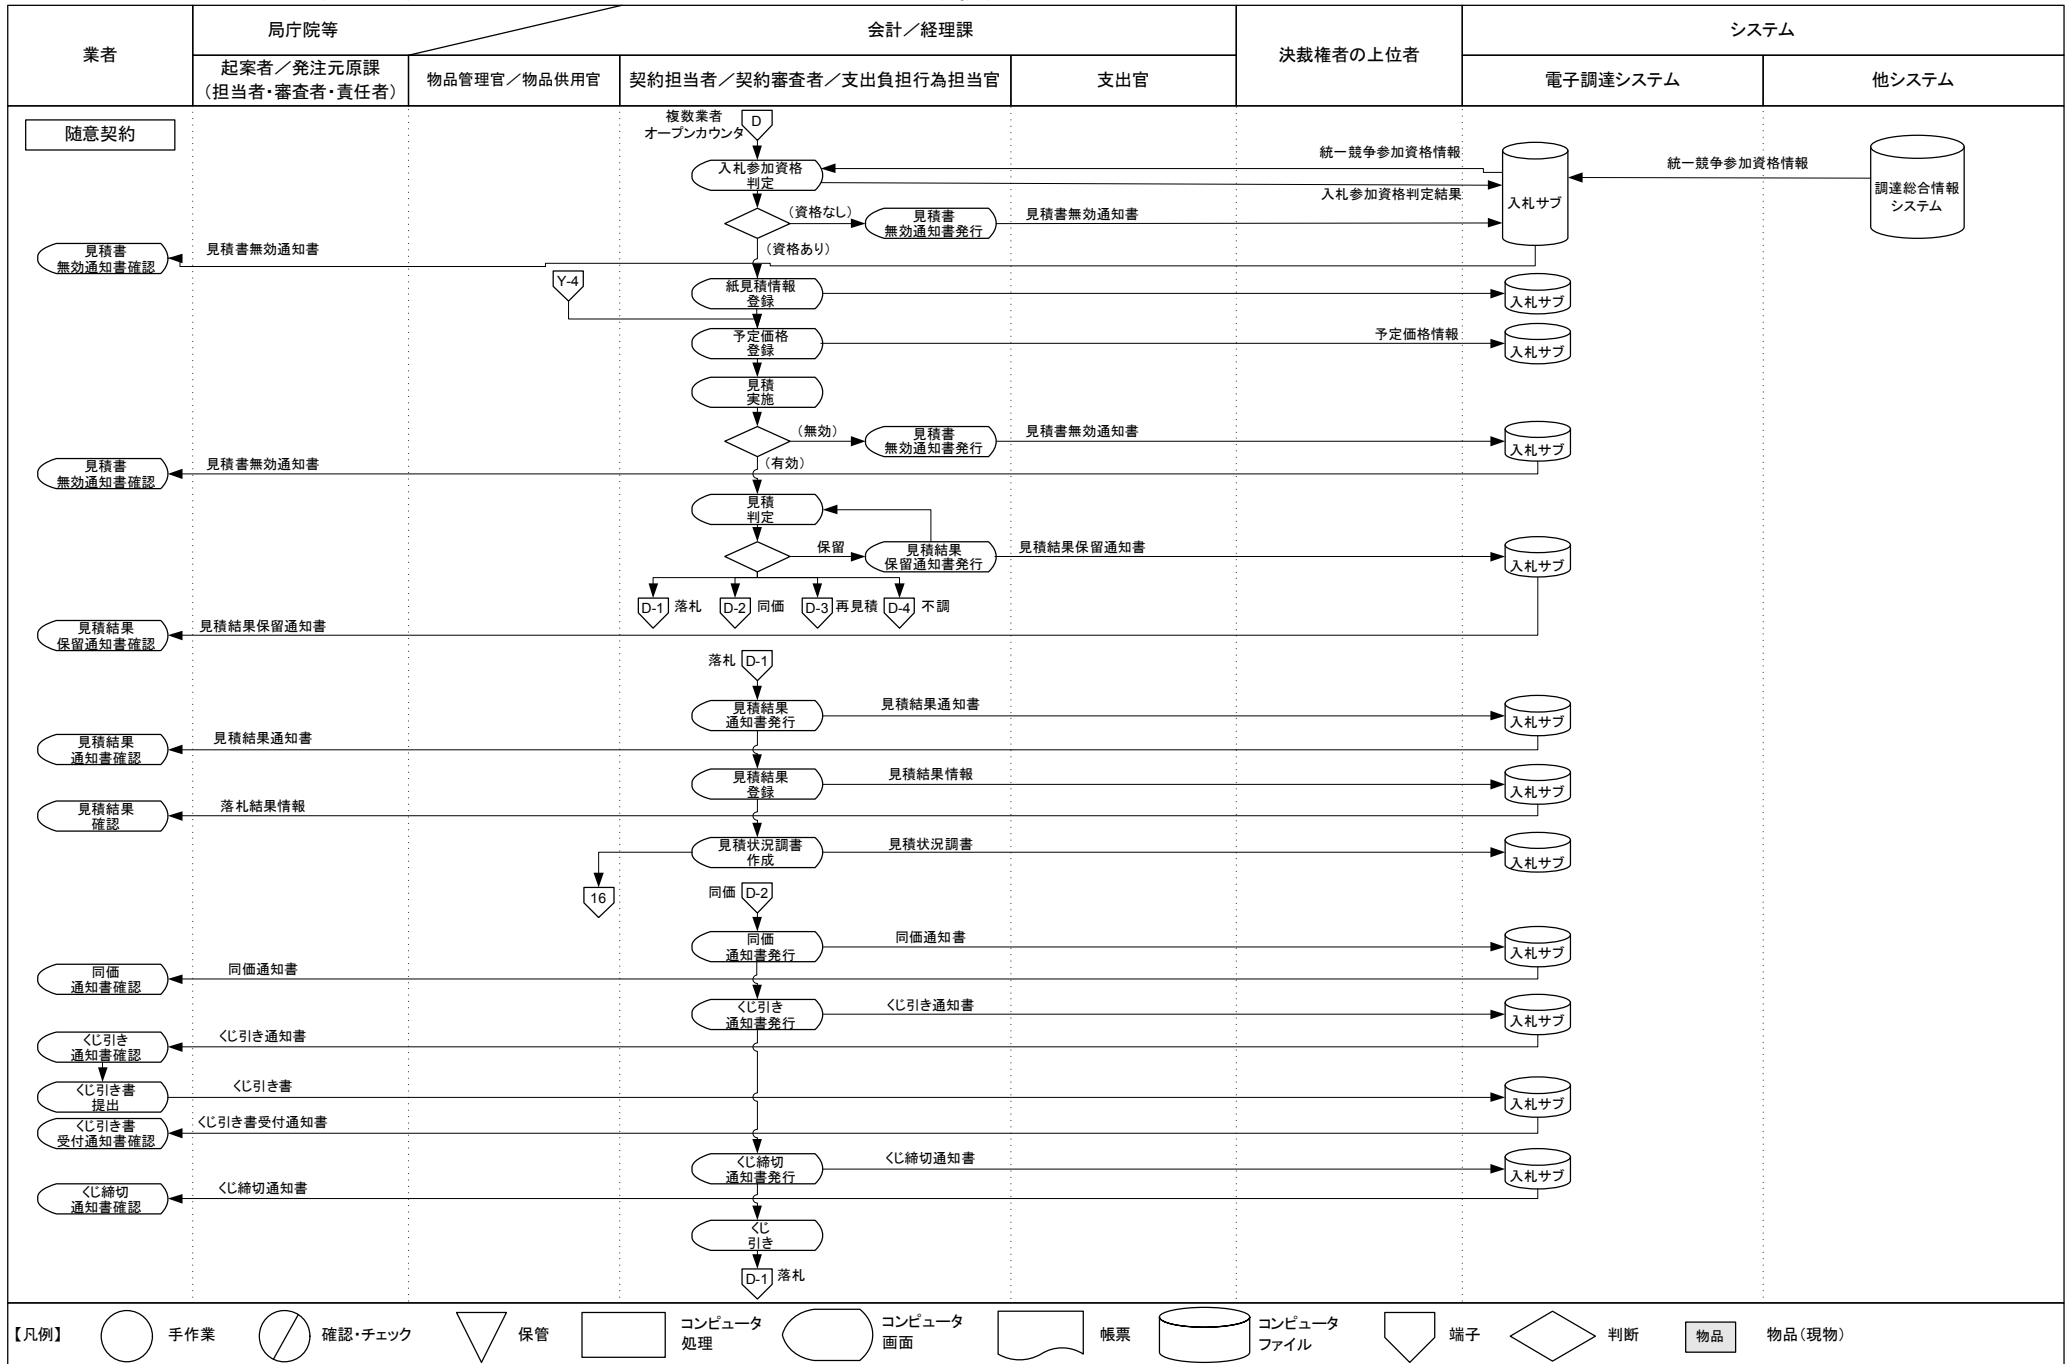 業者
局庁院等
会計／経理課
決裁権者の上位者
システム
起案者／発注元原課
（担当者・審査者・責任者）
物品管理官／物品供用官
契約担当者／契約審査者／支出負担行為担当官
支出官
電子調達システム
他システム
随意契約
複数業者
オープンカウンタ
D
入札参加資格
判定
統一競争参加資格情報
統一競争参加資格情報
入札参加資格判定結果
入札サブ
調達総合情報
システム
（資格なし）
見積書
無効通知書発行
見積書無効通知書
（資格あり）
見積書
無効通知書確認
見積書無効通知書
Y-4
紙見積情報
登録
入札サブ
予定価格
登録
予定価格情報
入札サブ
見積
実施
（無効）
見積書
無効通知書発行
見積書無効通知書
入札サブ
（有効）
見積書
無効通知書確認
見積書無効通知書
見積
判定
保留
見積結果
保留通知書発行
見積結果保留通知書
入札サブ
D-1 落札
D-2 同価
D-3 再見積
D-4 不調
見積結果
保留通知書確認
見積結果保留通知書
落札 D-1
見積結果
通知書発行
見積結果通知書
入札サブ
見積結果
通知書確認
見積結果通知書
見積結果
登録
見積結果情報
入札サブ
見積結果
確認
落札結果情報
見積状況調書
作成
見積状況調書
入札サブ
16
同価 D-2
同価
通知書発行
同価通知書
入札サブ
同価
通知書確認
同価通知書
くじ引き
通知書発行
くじ引き通知書
入札サブ
くじ引き
通知書確認
くじ引き通知書
くじ引き書
提出
くじ引き書
入札サブ
くじ引き書
受付通知書確認
くじ引き書受付通知書
くじ締切
通知書発行
くじ締切通知書
入札サブ
くじ締切
通知書確認
くじ締切通知書
くじ
引き
D-1 落札
【凡例】
手作業
確認・チェック
保管
コンピュータ
処理
コンピュータ
画面
帳票
コンピュータ
ファイル
端子
判断
物品
物品（現物）